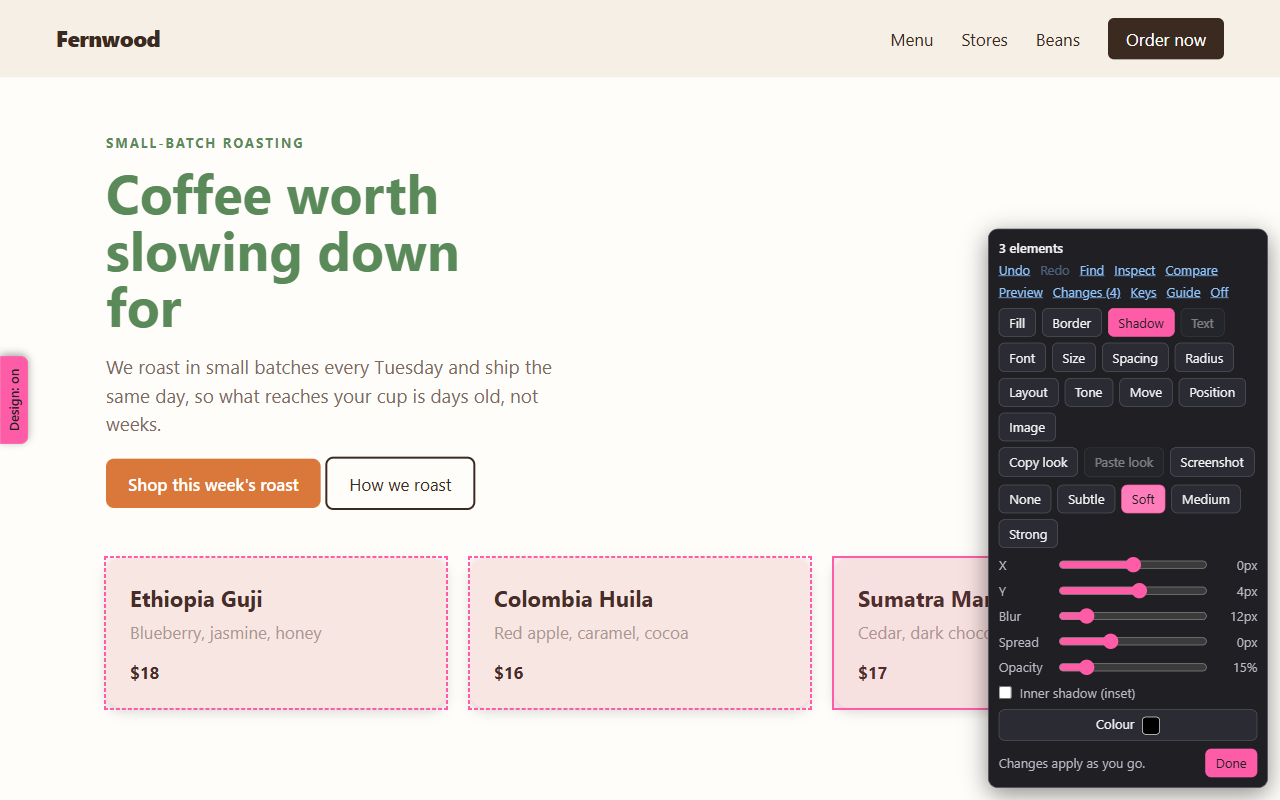 Fernwood
Menu Stores Beans Order now
SMALL-BATCH ROASTING
Coffee worth
slowing down
for
We roast in small batches every Tuesday and ship the
same day, so what reaches your cup is days old, not
weeks.
Shop this week's roast How we roast
Design: on
Ethiopia Guji
Blueberry, jasmine, honey
$18
Colombia Huila
Red apple, caramel, cocoa
$16
Sumatra
Cedar, dark
$17
3 elements
Undo Redo Find Inspect Compare
Preview Changes (4) Keys Guide Off
Fill Border Shadow Text
Font Size Spacing Radius
Layout Tone Move Position
Image
Copy look Paste look Screenshot
None Subtle Soft Medium
Strong
X 0px
Y 4px
Blur 12px
Spread 0px
Opacity 15%
Inner shadow (inset)
Colour
Changes apply as you go. Done